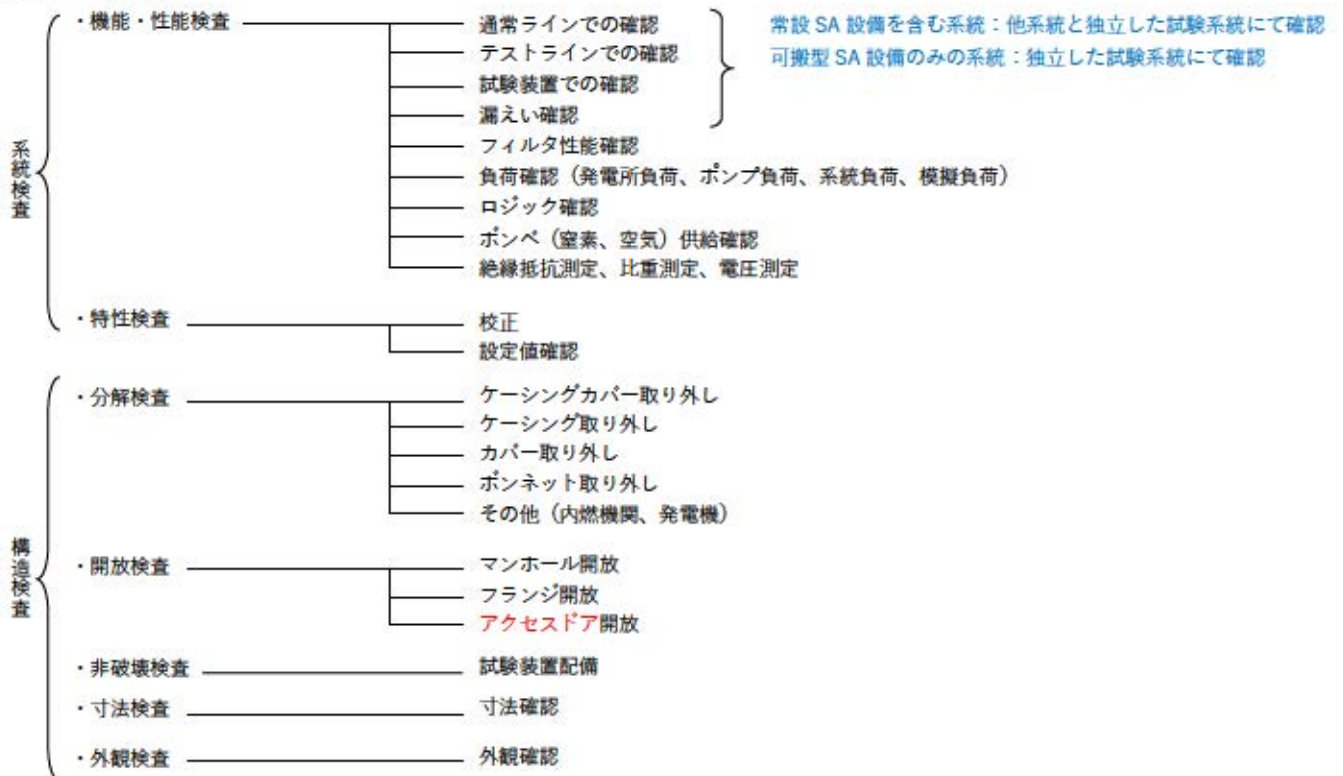 ・機能・性能検査
通常ラインでの確認
テストラインでの確認
試験装置での確認
漏えい確認
常設 SA 設備を含む系統：他系統と独立した試験系統にて確認
可搬型 SA 設備のみの系統：独立した試験系統にて確認
フィルタ性能確認
負荷確認（発電所負荷、ポンプ負荷、系統負荷、模擬負荷）
ロジック確認
ボンベ（窒素、空気）供給確認
絶縁抵抗測定、比重測定、電圧測定
系統検査
・特性検査
校正
設定値確認
・分解検査
ケーシングカバー取り外し
ケーシング取り外し
カバー取り外し
ボンネット取り外し
その他（内燃機関、発電機）
構造検査
・開放検査
マンホール開放
フランジ開放
アクセスドア開放
・非破壊検査
試験装置配備
・寸法検査
寸法確認
・外観検査
外観確認